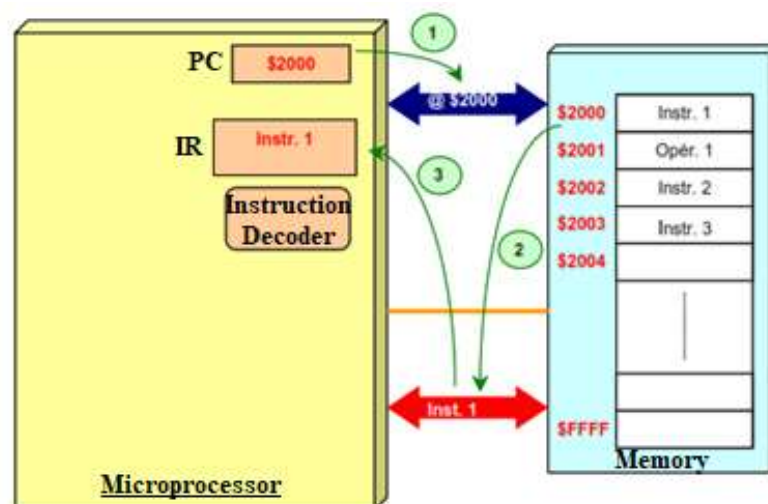 1
PC
$2000
@ $2000
IR
Instr. 1
3
Instruction
Decoder
2
Inst. 1
Microprocessor
$2000 Instr. 1
$2001 Opér. 1
$2002 Instr. 2
$2003 Instr. 3
$2004
$FFFF
Memory